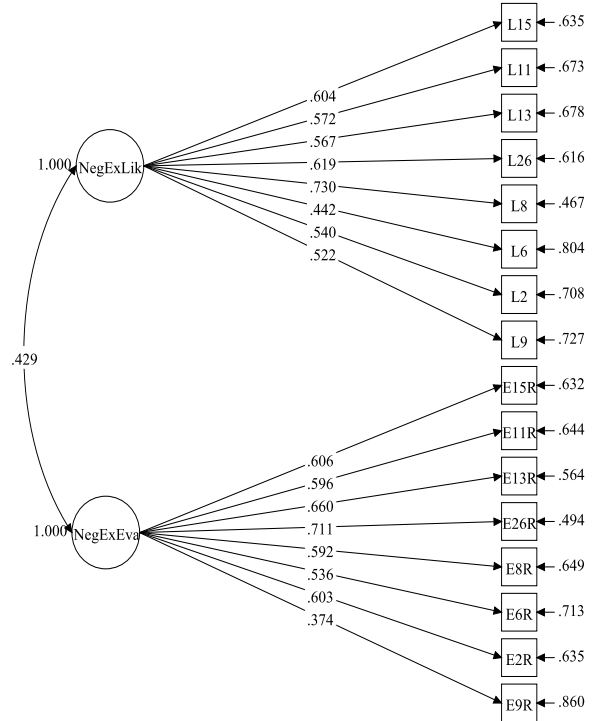 L15 .635
L11 .673
.604
L13 .678
.572
.567
1.000 NegExLik .619 L26 .616
.730
L8 .467
.442
.540
L6 .804
.522
L2 .708
L9 .727
.429
E15R .632
E11R .644
.606
E13R .564
.596
.660
1.000 NegExEva .711 E26R .494
.592
E8R .649
.536
.603
E6R .713
.374
E2R .635
E9R .860